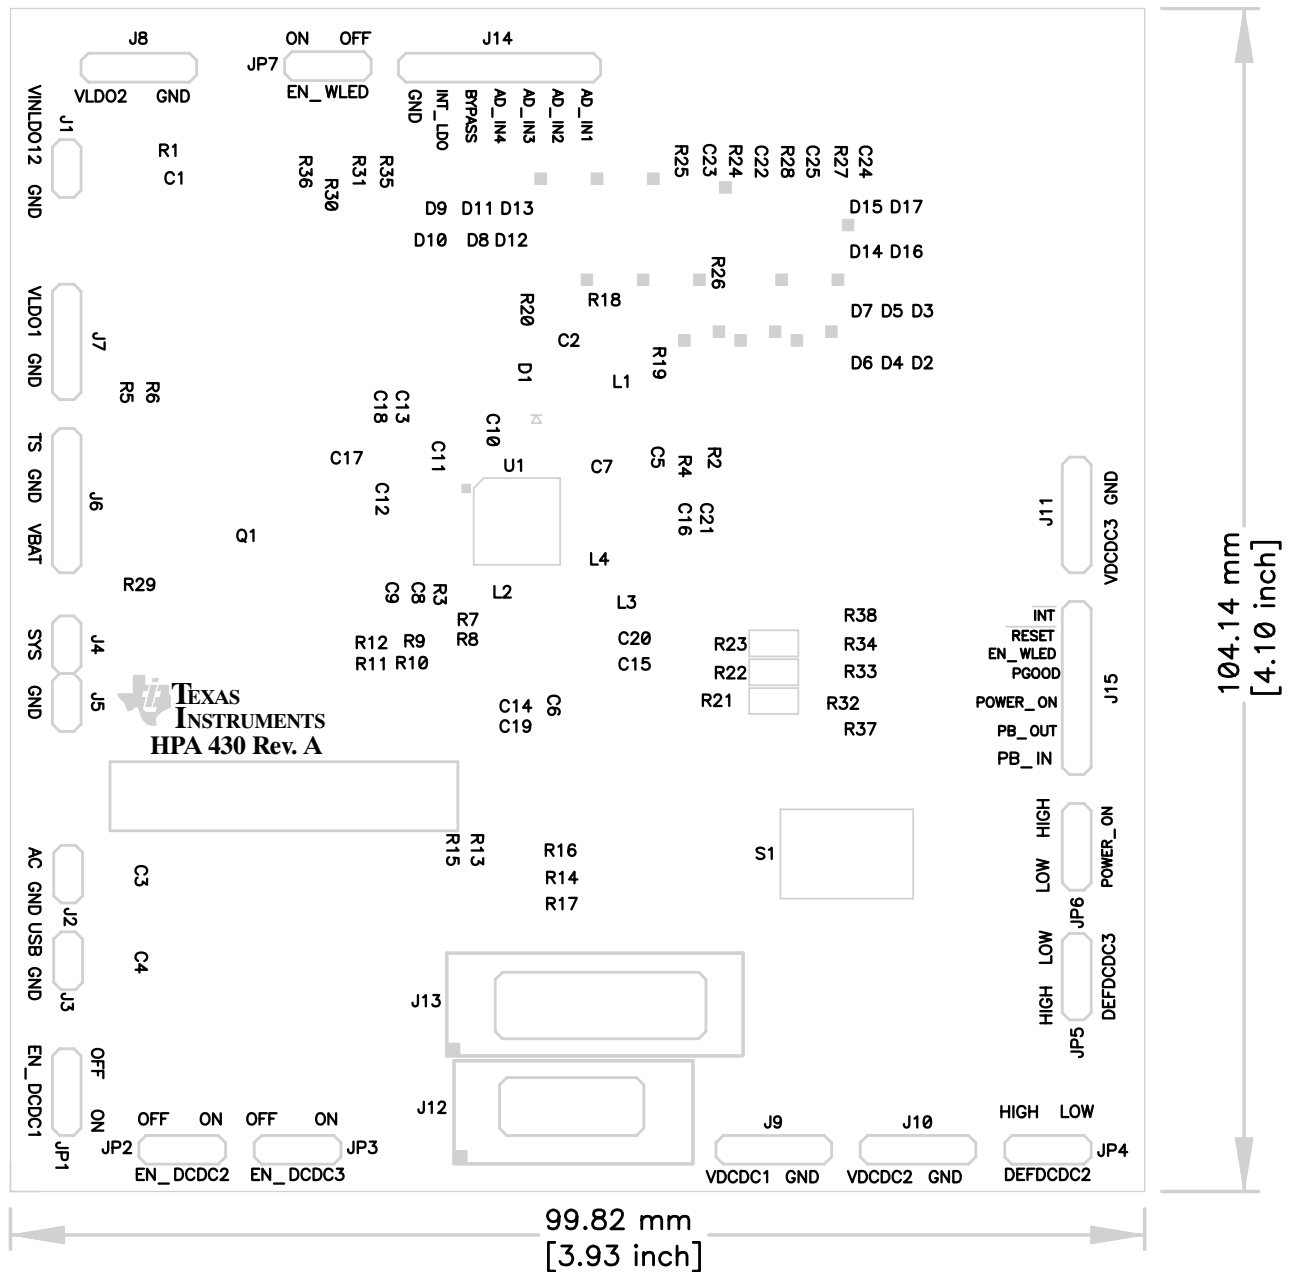 J8
ON OFF
J14
JP7
VLDO2 GND
EN_WLED
GND
INT_LDO
BYPASS
AD_IN4
AD_IN3
AD_IN2
AD_IN1
VINLDO12 GND
J1
R1
C1
R36
R30
R31
R35
R25
C23
R24
C22
R28
C25
R27
C24
D9 D11 D13
D10 D8 D12
D15 D17
D14 D16
R26
VLDO1 GND
J7
R20
R18
C2
D7 D5 D3
D1
R19
L1
D6 D4 D2
R5
R6
C18
C13
TS GND VBAT
J6
C17
C11
C10
U1
C7
C5
R4
R2
C12
C16
C21
J11
VDCDC3 GND
Q1
L4
R29
C9
C8
R3
L2
L3
R7
R8
SYS
J4
R12 R9
R11 R10
C20
C15
R23
R22
R21
R38
R34
R33
R32
R37
INT
RESET
EN_WLED
PGOOD
POWER_ON
PB_OUT
PB_IN
J15
GND
J5
TEXAS
INSTRUMENTS
HPA 430 Rev. A
C14
C19
C6
104.14 mm
[4.10 inch]
AC GND
J2
C3
R15
R13
R16
R14
R17
S1
LOW HIGH
POWER_ON
JP6
USB GND
J3
C4
J13
HIGH LOW
DEFDCDC3
JP5
EN_DCDC1
OFF
ON
JP1
J12
OFF ON
JP2
EN_DCDC2
OFF ON
JP3
EN_DCDC3
J9
VDCDC1 GND
J10
VDCDC2 GND
HIGH LOW
JP4
DEFDCDC2
99.82 mm
[3.93 inch]